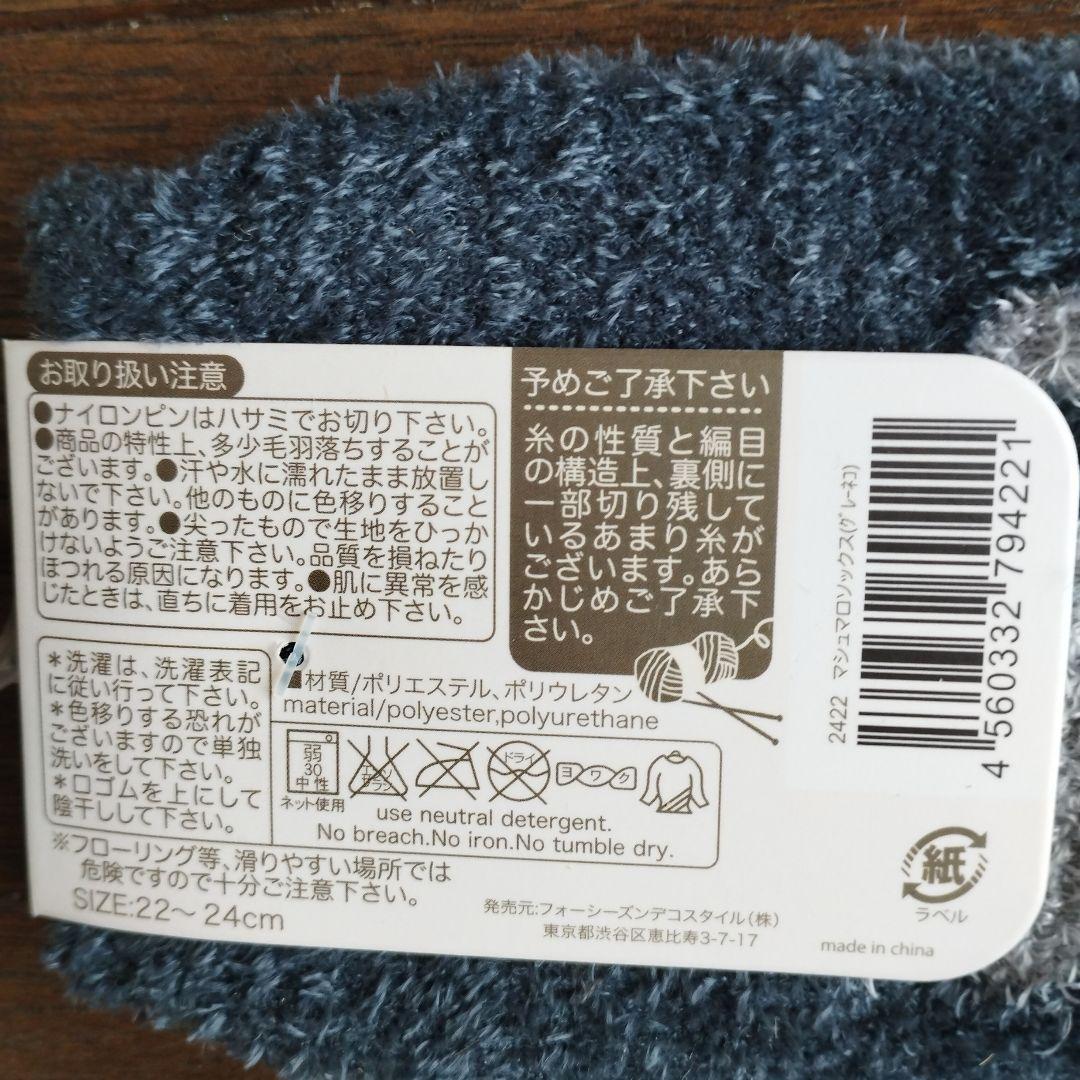 お取り扱い注意
●ナイロンピンはハサミでお切り下さい。
●商品の特性上、多少毛羽落ちすることが
ございます。●汗や水に濡れたまま放置し
ないで下さい。他のものに色移りすること
があります。●尖ったもので生地をひっか
けないようご注意下さい。品質を損ねたり
ほつれる原因になります。●肌に異常を感
じたときは、直ちに着用をお止め下さい。
予めご了承下さい
糸の性質と編目
の構造上、裏側に
一部切り残して
いるあまり糸が
ございます。あら
かじめご了承下
さい。
＊洗濯は、洗濯表記
に従い行って下さい。
＊色移りする恐れが
ございますので単独
洗いをして下さい。
＊口ゴムを上にして
陰干しして下さい。
■材質/ポリエステル、ポリウレタン
material/polyester,polyurethane
弱
30
中性
ネット使用
エンソ
サラシ
ドライ
ヨワク
use neutral detergent.
No breach.No iron.No tumble dry.
※フローリング等、滑りやすい場所では
危険ですので十分ご注意下さい。
SIZE:22〜24cm
発売元:フォーシーズンデコスタイル(株)
東京都渋谷区恵比寿3-7-17
2422 マシュマロソックス(グレーネコ)
4 560332 794221
紙
ラベル
made in china